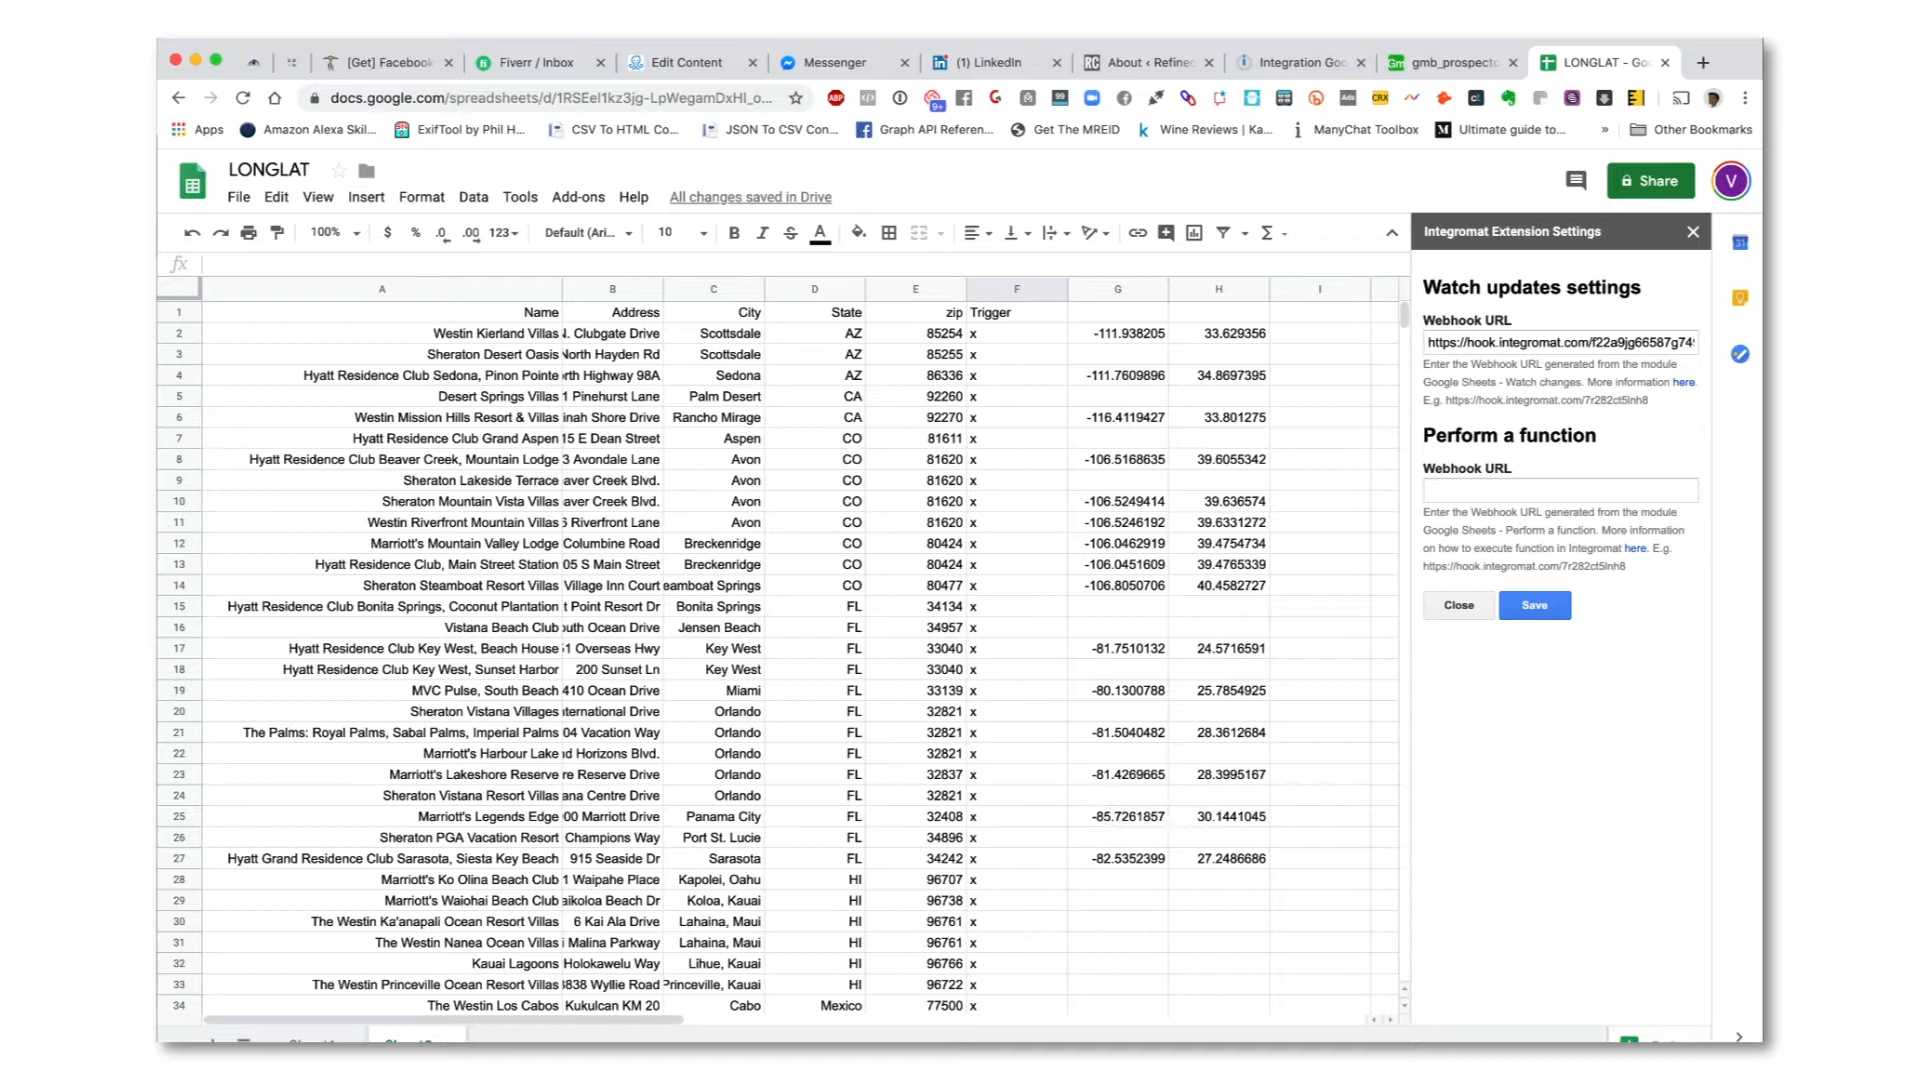 [Get] Facebook Fiverr / Inbox Edit Content Messenger (1) LinkedIn About ‹ Refined Integration Goo gmb_prospecto LONGLAT - Goo
docs.google.com/spreadsheets/d/1RSEeI1kz3jg-LpWegamDxHI_o...
Apps Amazon Alexa Skil... ExifTool by Phil H... CSV To HTML Co... JSON To CSV Con... Graph API Referen... Get The MREID Wine Reviews | Ka... ManyChat Toolbox Ultimate guide to... » Other Bookmarks
LONGLAT
Share
V
File Edit View Insert Format Data Tools Add-ons Help All changes saved in Drive
100% $ % .0 .00 123 Default (Ari... 10 B I S A
Integromat Extension Settings
fx
A B C D E F G H I
1 Name Address City State zip Trigger
2 Westin Kierland Villas N. Clubgate Drive Scottsdale AZ 85254 x -111.938205 33.629356
3 Sheraton Desert Oasis North Hayden Rd Scottsdale AZ 85255 x
4 Hyatt Residence Club Sedona, Pinon Pointe rth Highway 98A Sedona AZ 86336 x -111.7609896 34.8697395
5 Desert Springs Villas 1 Pinehurst Lane Palm Desert CA 92260 x
6 Westin Mission Hills Resort & Villas inah Shore Drive Rancho Mirage CA 92270 x -116.4119427 33.801275
7 Hyatt Residence Club Grand Aspen 15 E Dean Street Aspen CO 81611 x
8 Hyatt Residence Club Beaver Creek, Mountain Lodge 3 Avondale Lane Avon CO 81620 x -106.5168635 39.6055342
9 Sheraton Lakeside Terrace aver Creek Blvd. Avon CO 81620 x
10 Sheraton Mountain Vista Villas aver Creek Blvd. Avon CO 81620 x -106.5249414 39.636574
11 Westin Riverfront Mountain Villas Riverfront Lane Avon CO 81620 x -106.5246192 39.6331272
12 Marriott's Mountain Valley Lodge Columbine Road Breckenridge CO 80424 x -106.0462919 39.4754734
13 Hyatt Residence Club, Main Street Station 05 S Main Street Breckenridge CO 80424 x -106.0451609 39.4765339
14 Sheraton Steamboat Resort Villas Village Inn Court eamboat Springs CO 80477 x -106.8050706 40.4582727
15 Hyatt Residence Club Bonita Springs, Coconut Plantation t Point Resort Dr Bonita Springs FL 34134 x
16 Vistana Beach Club outh Ocean Drive Jensen Beach FL 34957 x
17 Hyatt Residence Club Key West, Beach House 51 Overseas Hwy Key West FL 33040 x -81.7510132 24.5716591
18 Hyatt Residence Club Key West, Sunset Harbor 200 Sunset Ln Key West FL 33040 x
19 MVC Pulse, South Beach 410 Ocean Drive Miami FL 33139 x -80.1300788 25.7854925
20 Sheraton Vistana Villages nternational Drive Orlando FL 32821 x
21 The Palms: Royal Palms, Sabal Palms, Imperial Palms 04 Vacation Way Orlando FL 32821 x -81.5040482 28.3612684
22 Marriott's Harbour Lake d Horizons Blvd. Orlando FL 32821 x
23 Marriott's Lakeshore Reserve re Reserve Drive Orlando FL 32837 x -81.4269665 28.3995167
24 Sheraton Vistana Resort Villas ana Centre Drive Orlando FL 32821 x
25 Marriott's Legends Edge 00 Marriott Drive Panama City FL 32408 x -85.7261857 30.1441045
26 Sheraton PGA Vacation Resort Champions Way Port St. Lucie FL 34896 x
27 Hyatt Grand Residence Club Sarasota, Siesta Key Beach 915 Seaside Dr Sarasota FL 34242 x -82.5352399 27.2486686
28 Marriott's Ko Olina Beach Club 1 Waipahe Place Kapolei, Oahu HI 96707 x
29 Marriott's Waiohai Beach Club aikoloa Beach Dr Koloa, Kauai HI 96738 x
30 The Westin Ka'anapali Ocean Resort Villas 6 Kai Ala Drive Lahaina, Maui HI 96761 x
31 The Westin Nanea Ocean Villas Malina Parkway Lahaina, Maui HI 96761 x
32 Kauai Lagoons Holokawelu Way Lihue, Kauai HI 96766 x
33 The Westin Princeville Ocean Resort Villas 3838 Wyllie Road Princeville, Kauai HI 96722 x
34 The Westin Los Cabos Kukulcan KM 20 Cabo Mexico 77500 x
Watch updates settings
Webhook URL
https://hook.integromat.com/f22a9jg66587g749
Enter the Webhook URL generated from the module
Google Sheets - Watch changes. More information here.
E.g. https://hook.integromat.com/7r282ct5lnh8
Perform a function
Webhook URL
Enter the Webhook URL generated from the module
Google Sheets - Perform a function. More information
on how to execute function in Integromat here. E.g.
https://hook.integromat.com/7r282ct5lnh8
Close Save